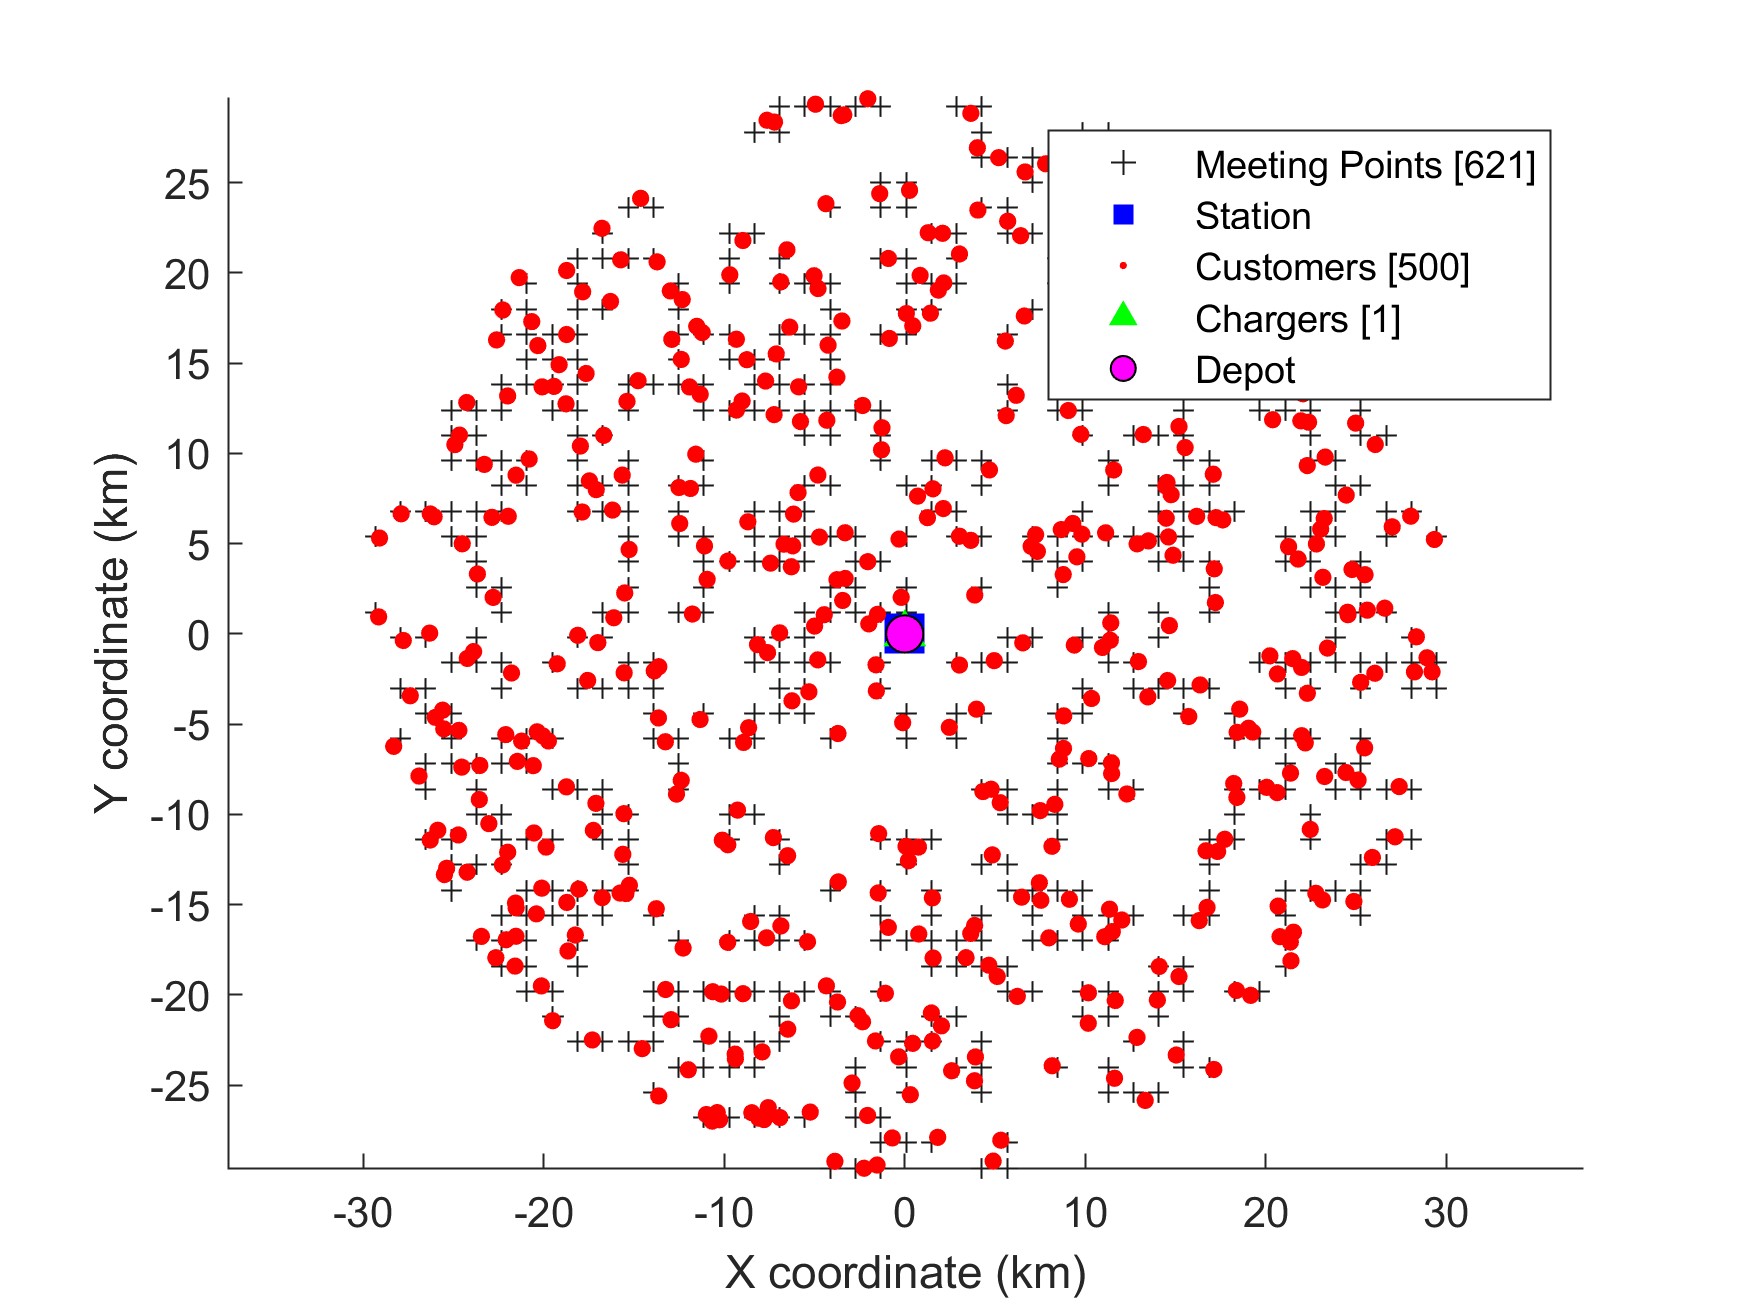 Meeting Points [621]
Station
Customers [500]
Chargers [1]
Depot
25
20
15
10
5
0
-5
-10
-15
-20
-25
Y coordinate (km)
-30 -20 -10 0 10 20 30
X coordinate (km)